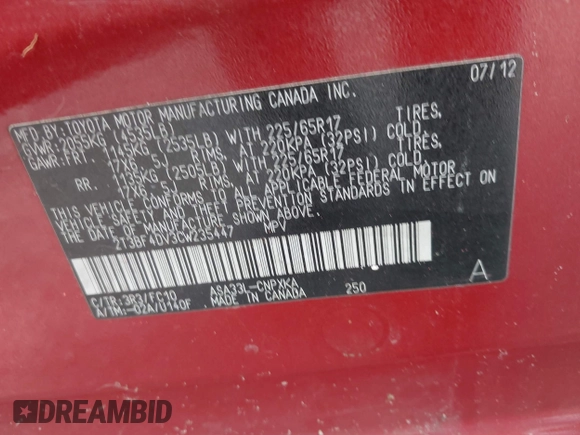 MFD.BY:TOYOTA MOTOR MANUFACTURING CANADA INC. 07/12
GVWR:2055KG (4535LB)
GAWR:FRT. 1145KG (2535LB) WITH 225/65R17 TIRES,
17X6.5J RIMS, AT 220KPA (32PSI) COLD.
RR. 1135KG (2505LB) WITH 225/65R17 TIRES,
17X6.5J RIMS, AT 220KPA (32PSI) COLD.
THIS VEHICLE CONFORMS TO ALL APPLICABLE FEDERAL MOTOR
VEHICLE SAFETY AND THEFT PREVENTION STANDARDS IN EFFECT ON
THE DATE OF MANUFACTURE SHOWN ABOVE.
2T3BF4DV3CW235447 MPV
C/TR:3R3/FC10 ASA33L-CNPXKA 250 A
A/TM:-02A/U140F MADE IN CANADA
DREAMBID